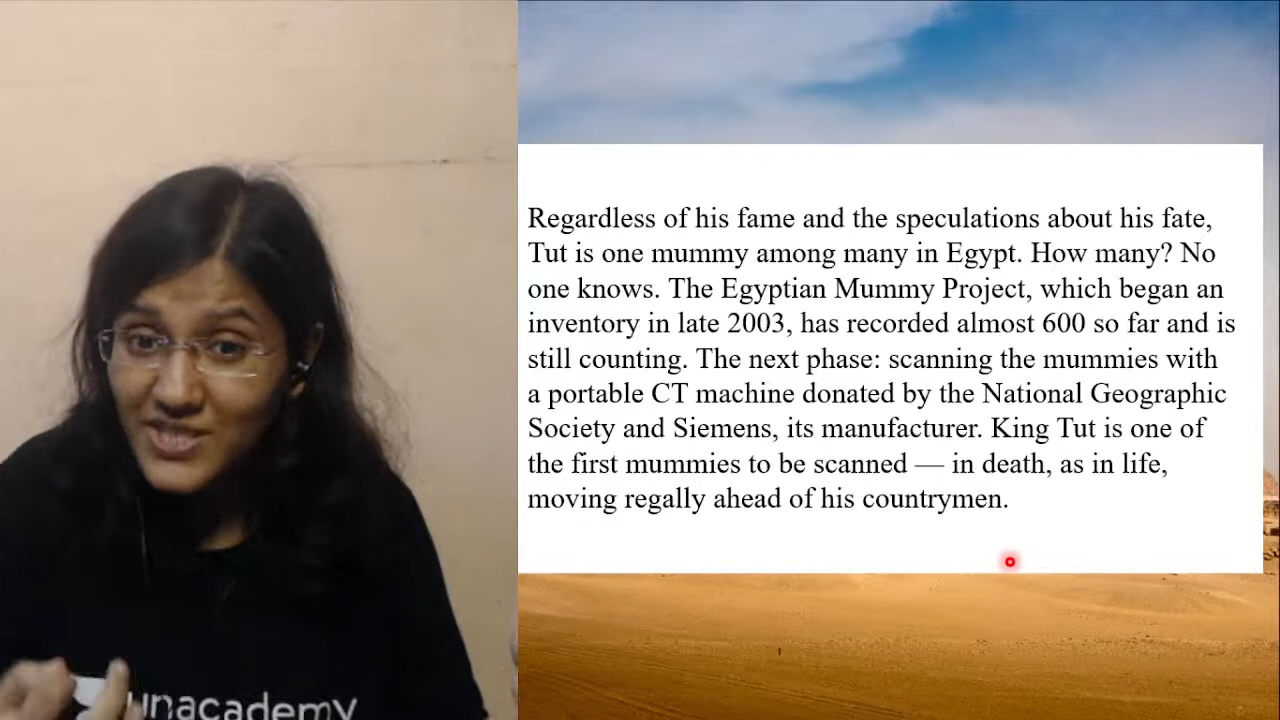 Regardless of his fame and the speculations about his fate,
Tut is one mummy among many in Egypt. How many? No
one knows. The Egyptian Mummy Project, which began an
inventory in late 2003, has recorded almost 600 so far and is
still counting. The next phase: scanning the mummies with
a portable CT machine donated by the National Geographic
Society and Siemens, its manufacturer. King Tut is one of
the first mummies to be scanned — in death, as in life,
moving regally ahead of his countrymen.
unacademy